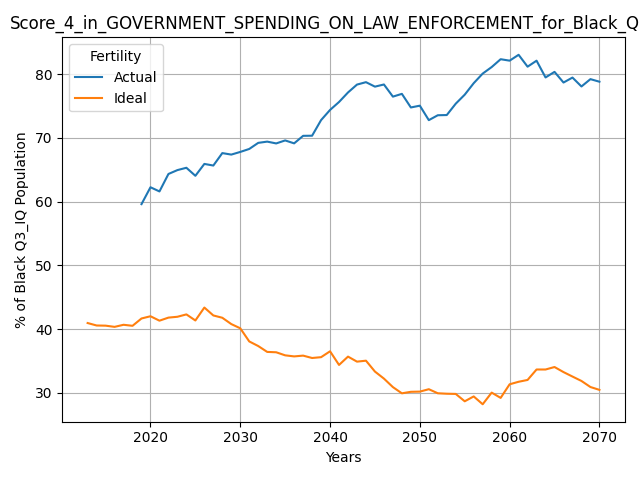 Score_4_in_GOVERNMENT_SPENDING_ON_LAW_ENFORCEMENT_for_Black_Q
Fertility
Actual
Ideal
80
70
60
50
40
30
% of Black Q3_IQ Population
2020 2030 2040 2050 2060 2070
Years